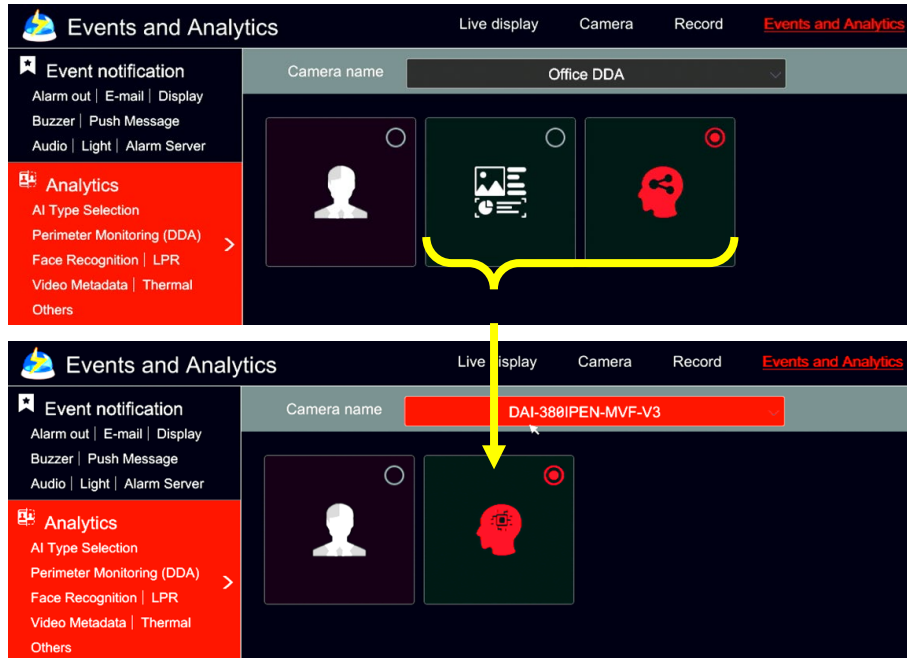 Events and Analytics
Live display Camera Record Events and Analytics
Event notification
Alarm out | E-mail | Display
Buzzer | Push Message
Audio | Light | Alarm Server
Analytics
AI Type Selection
Perimeter Monitoring (DDA)
Face Recognition | LPR
Video Metadata | Thermal
Others
Camera name Office DDA
Events and Analytics
Live display Camera Record Events and Analytics
Event notification
Alarm out | E-mail | Display
Buzzer | Push Message
Audio | Light | Alarm Server
Analytics
AI Type Selection
Perimeter Monitoring (DDA)
Face Recognition | LPR
Video Metadata | Thermal
Others
Camera name DAI-380IPEN-MVF-V3